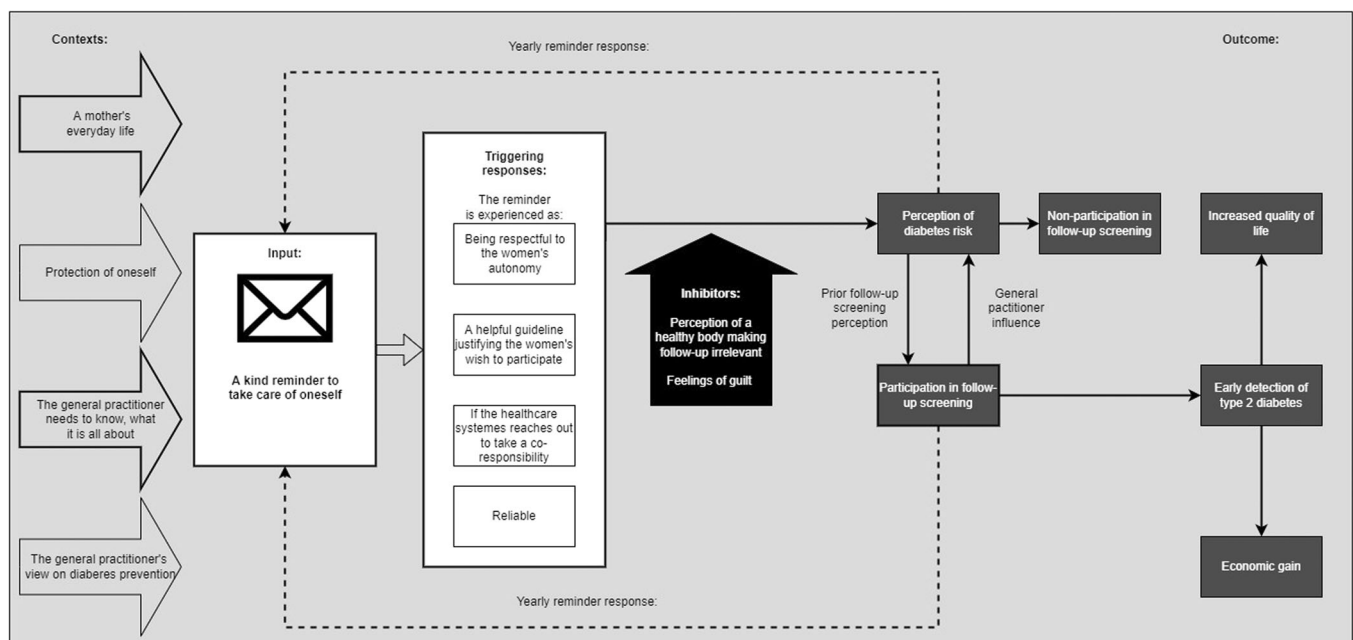 Contexts:
Yearly reminder response:
Outcome:
A mother's
everyday life
Protection of oneself
The general practitioner
needs to know, what
it is all about
The general practitioner's
view on diaberes prevention
Input:
A kind reminder to
take care of oneself
Triggering
responses:
The reminder
is experienced as:
Being respectful to
the women's
autonomy
A helpful guideline
justifying the women's
wish to participate
If the healthcare
systemes reaches out
to take a co-
responsibility
Reliable
Inhibitors:
Perception of a
healthy body making
follow-up irrelevant
Feelings of guilt
Perception of
diabetes risk
Non-participation in
follow-up screening
Prior follow-up
screening
perception
General
pactitioner
influence
Participation in follow-
up screening
Increased quality of
life
Early detection of
type 2 diabetes
Economic gain
Yearly reminder response: